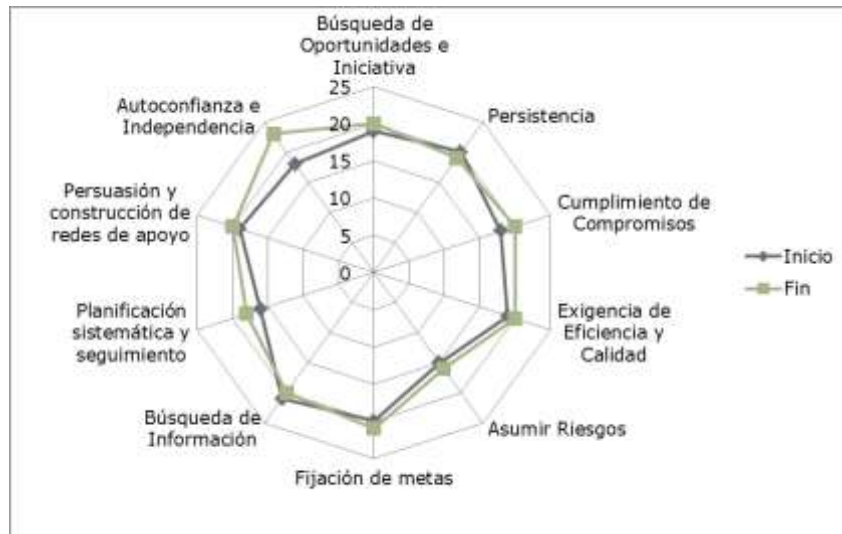 Búsqueda de
Oportunidades e
Iniciativa
Persistencia
Cumplimiento de
Compromisos
Exigencia de
Eficiencia y
Calidad
Asumir Riesgos
Fijación de metas
Búsqueda de
Información
Planificación
sistemática y
seguimiento
Persuasión y
construcción de
redes de apoyo
Autoconfianza e
Independencia
25
20
15
10
5
0
Inicio
Fin